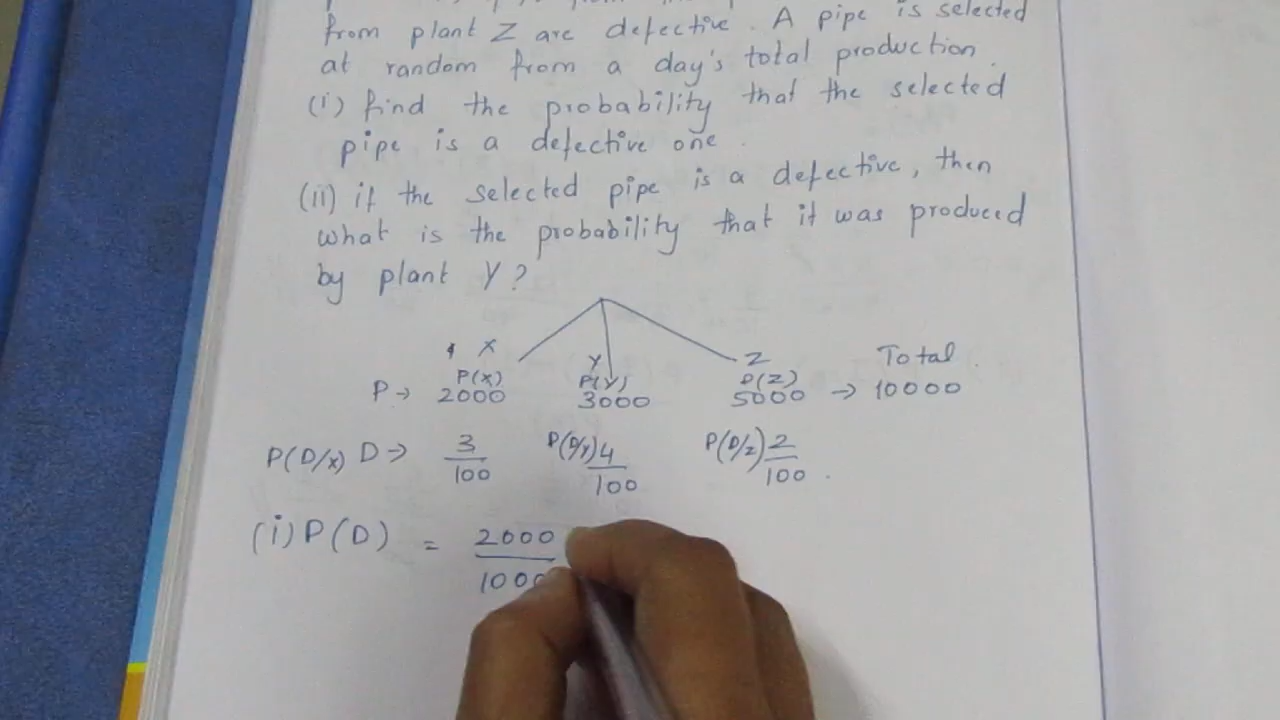 from plant Z are defective. A pipe is selected
at random from a day's total production.
(i) find the probability that the selected
pipe is a defective one.
(ii) if the selected pipe is a defective, then
what is the probability that it was produced
by plant Y?
X Y Z Total
P(X) P(Y) P(Z)
P → 2000 3000 5000 → 10000
P(D/X) D → 3/100 P(D/Y) 4/100 P(D/Z) 2/100.
(i) P(D) = 2000/1000